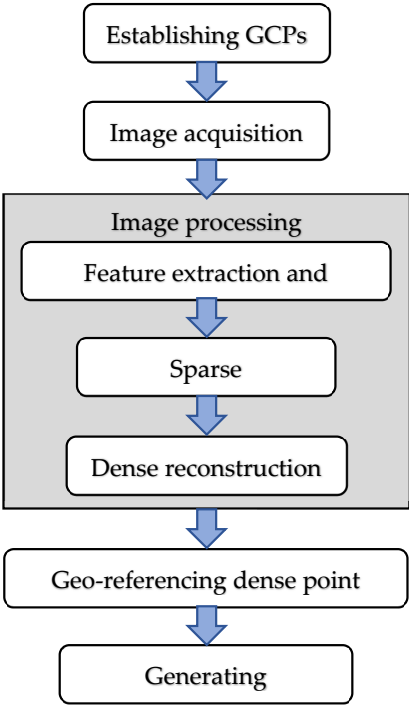 Establishing GCPs
Image acquisition
Image processing
Feature extraction and
Sparse
Dense reconstruction
Geo-referencing dense point
Generating